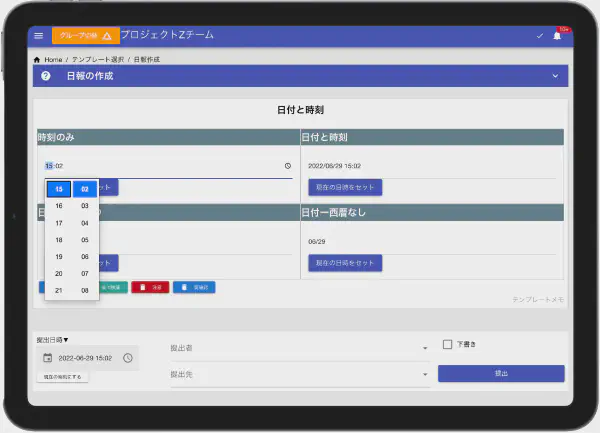 グループの絆
プロジェクトZチーム
10+
Home / テンプレート選択 / 日報作成
日報の作成
日付と時刻
時刻のみ
日付と時刻
15:02
2022/06/29 15:02
ット
現在の日時をセット
15 02
16 03
17 04
18 05
19 06
20 07
21 08
日付ー西暦なし
06/29
ット
現在の日時をセット
テンプレートメモ
提出日時▼
2022-06-29 15:02
現在の時刻にする
提出者
下書き
提出先
提出